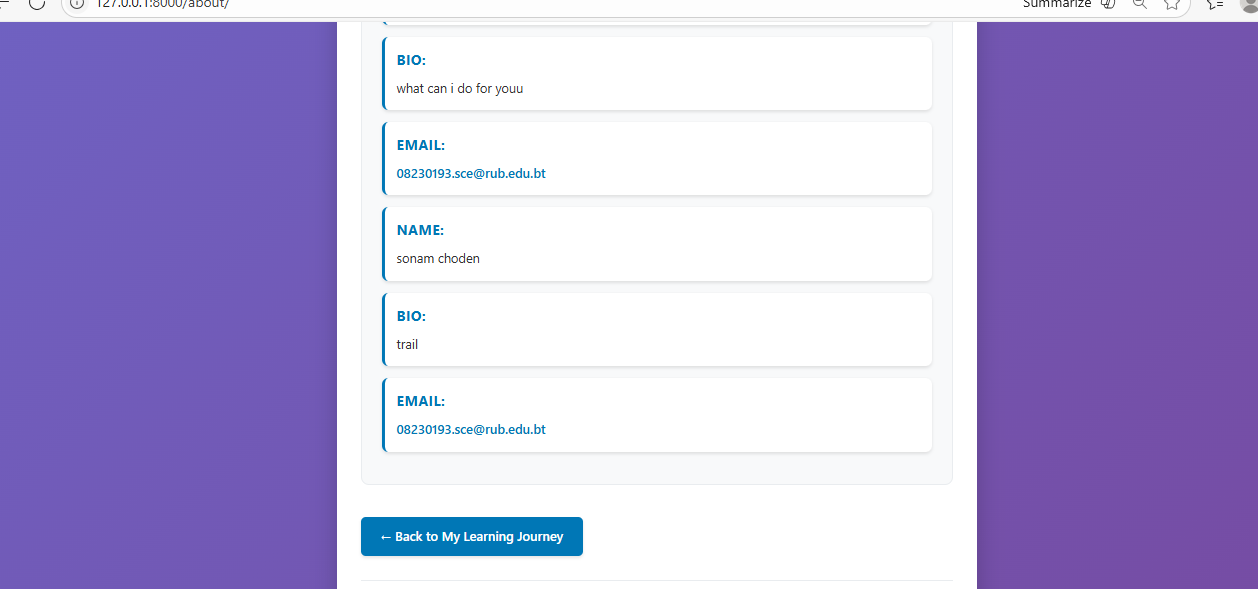 127.0.0.1:8000/about/
Summarize
BIO:
what can i do for youu
EMAIL:
08230193.sce@rub.edu.bt
NAME:
sonam choden
BIO:
trail
EMAIL:
08230193.sce@rub.edu.bt
← Back to My Learning Journey